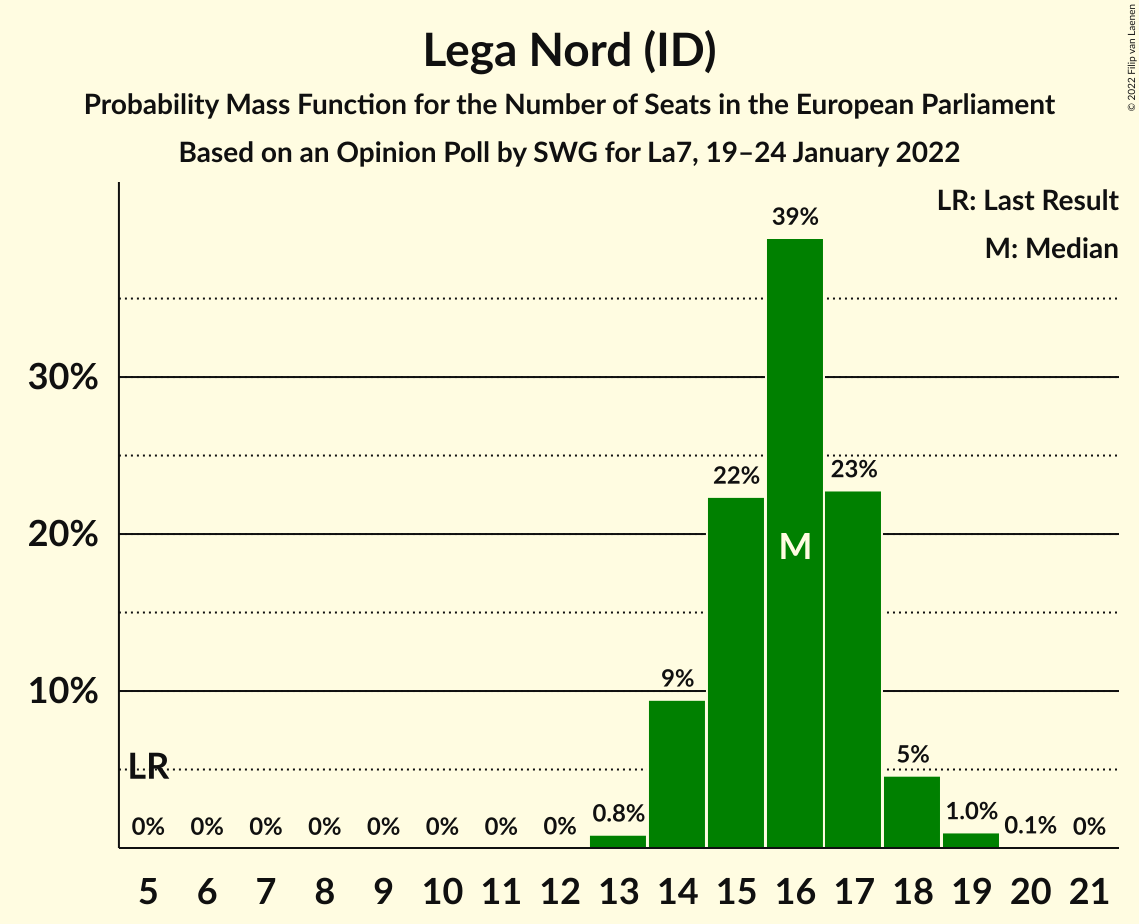 Lega Nord (ID)
Probability Mass Function for the Number of Seats in the European Parliament
Based on an Opinion Poll by SWG for La7, 19–24 January 2022
© 2022 Filip van Laenen
LR: Last Result
M: Median
39%
30%
23%
22%
20%
M
10%
9%
LR
5%
0% 0% 0% 0% 0% 0% 0% 0% 0.8% 1.0% 0.1% 0%
5 6 7 8 9 10 11 12 13 14 15 16 17 18 19 20 21